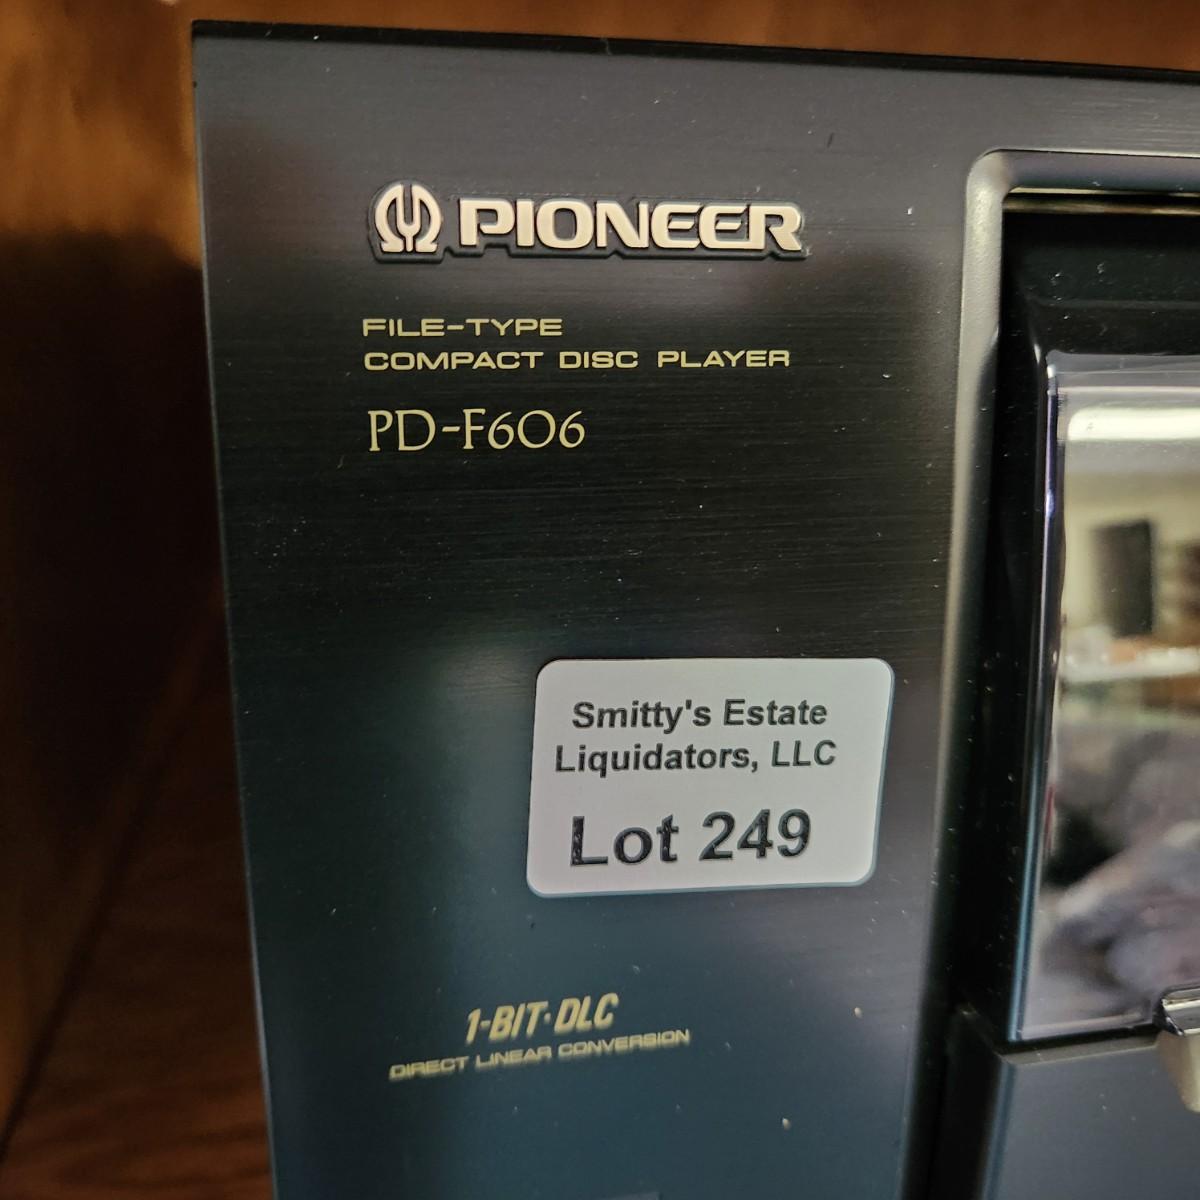 PIONEER
FILE-TYPE
COMPACT DISC PLAYER
PD-F606
Smitty's Estate
Liquidators, LLC
Lot 249
1-BIT·DLC
DIRECT LINEAR CONVERSION